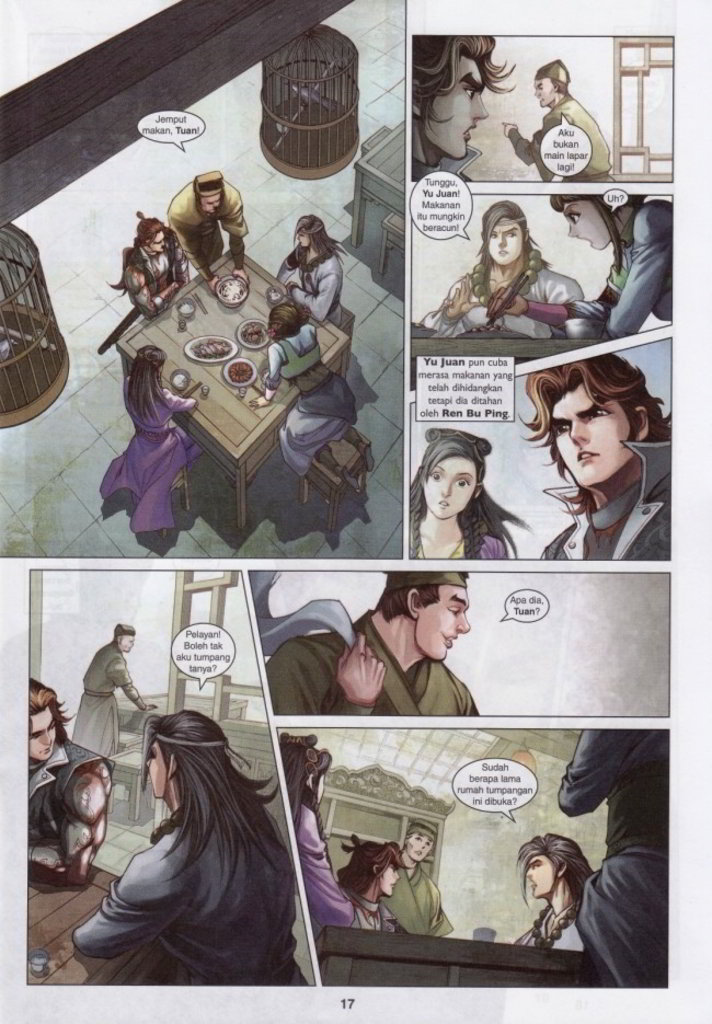 Jemput
makan, Tuan!
Aku
bukan
main lapar
lagi!
Tunggu,
Yu Juan!
Makanan
itu mungkin
beracun!
Uh?
Yu Juan pun cuba
merasa makanan yang
telah dihidangkan
tetapi dia ditahan
oleh Ren Bu Ping.
Pelayan!
Boleh tak
aku tumpang
tanya?
Apa dia,
Tuan?
Sudah
berapa lama
rumah tumpangan
ini dibuka?
17